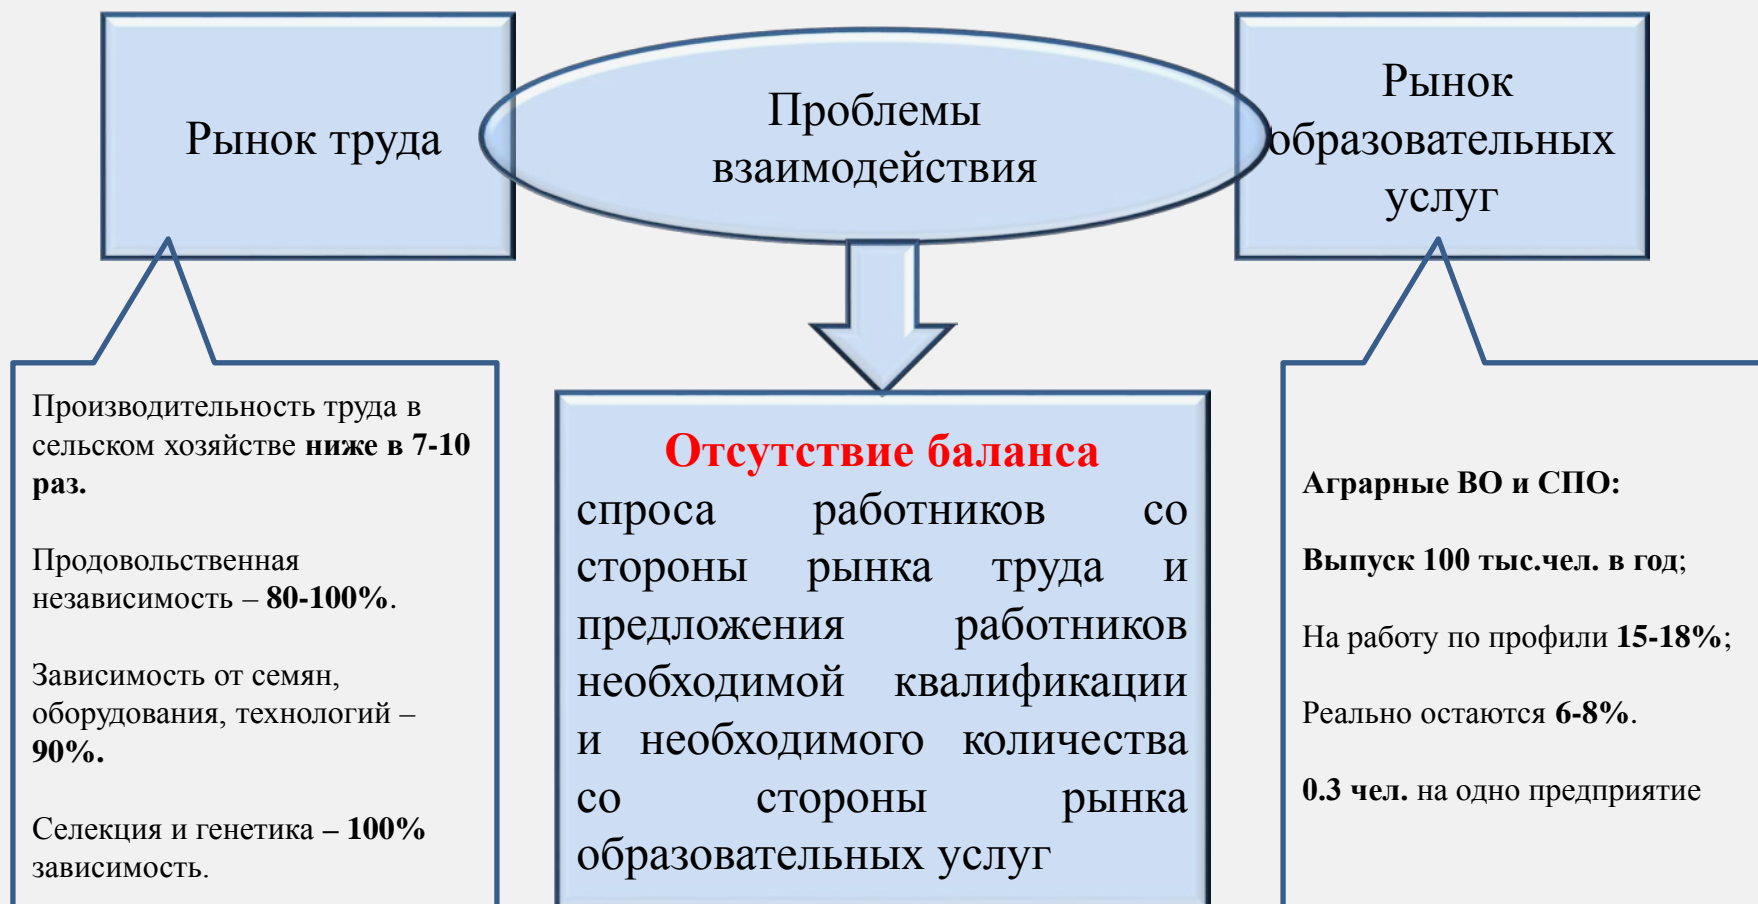 Рынок труда
Проблемы
взаимодействия
Рынок
образовательных
услуг
Производительность труда в
сельском хозяйстве ниже в 7-10
раз.
Продовольственная
независимость – 80-100%.
Зависимость от семян,
оборудования, технологий –
90%.
Селекция и генетика – 100%
зависимость.
Отсутствие баланса
спроса работников со
стороны рынка труда и
предложения работников
необходимой квалификации
и необходимого количества
со стороны рынка
образовательных услуг
Аграрные ВО и СПО:
Выпуск 100 тыс.чел. в год;
На работу по профили 15-18%;
Реально остаются 6-8%.
0.3 чел. на одно предприятие